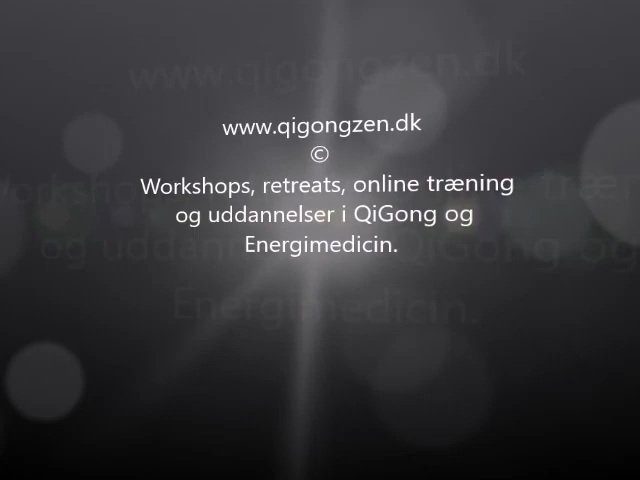 www.qigongzen.dk
©
Workshops, retreats, online træning
og uddannelser i QiGong og
Energimedicin.